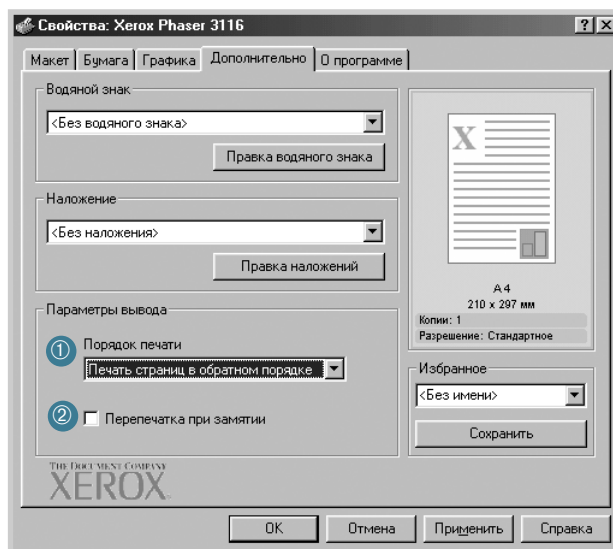 Свойства: Xerox Phaser 3116
Макет Бумага Графика Дополнительно О программе
Водяной знак
<Без водяного знака>
Правка водяного знака
Наложение
<Без наложения>
Правка наложений
Параметры вывода
1 Порядок печати
Печать страниц в обратном порядке
2 Перепечатка при замятии
THE DOCUMENT COMPANY
XEROX
X
A4
210 x 297 мм
Копии: 1
Разрешение: Стандартное
Избранное
<Без имени>
Сохранить
OK Отмена Применить Справка